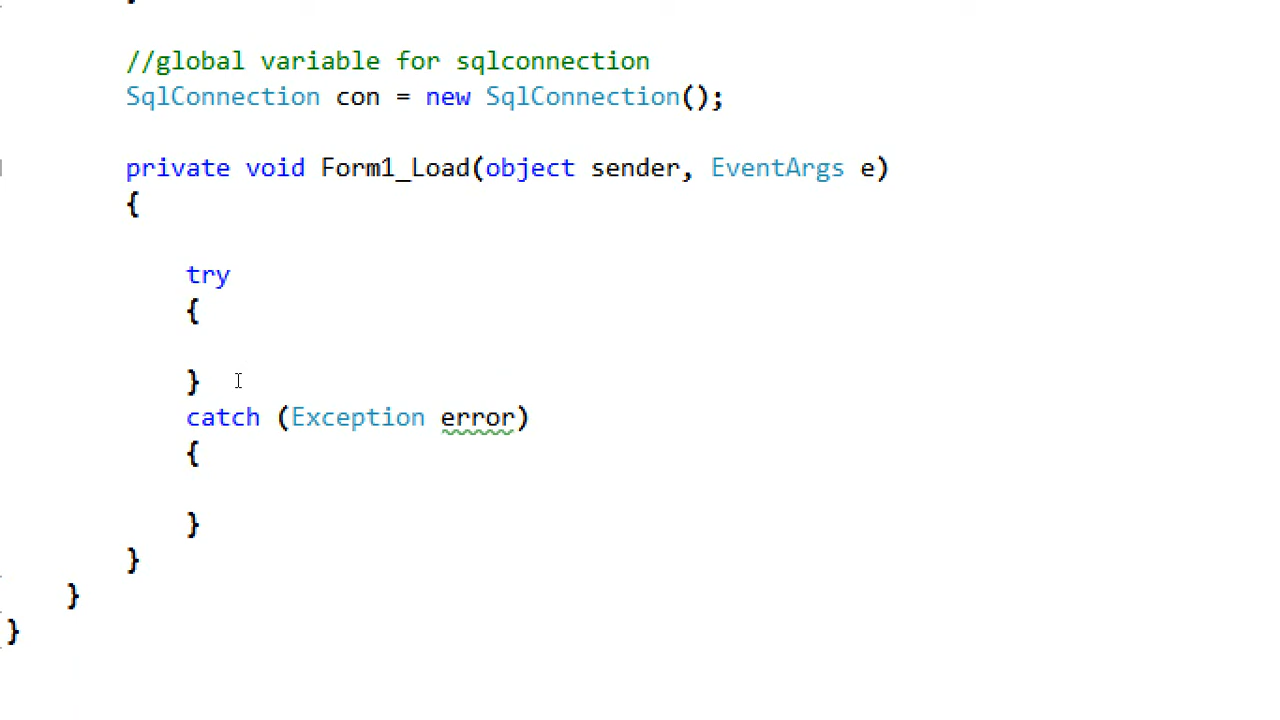 //global variable for sqlconnection
SqlConnection con = new SqlConnection();
private void Form1_Load(object sender, EventArgs e)
{
try
{
}
catch (Exception error)
{
}
}
}
}